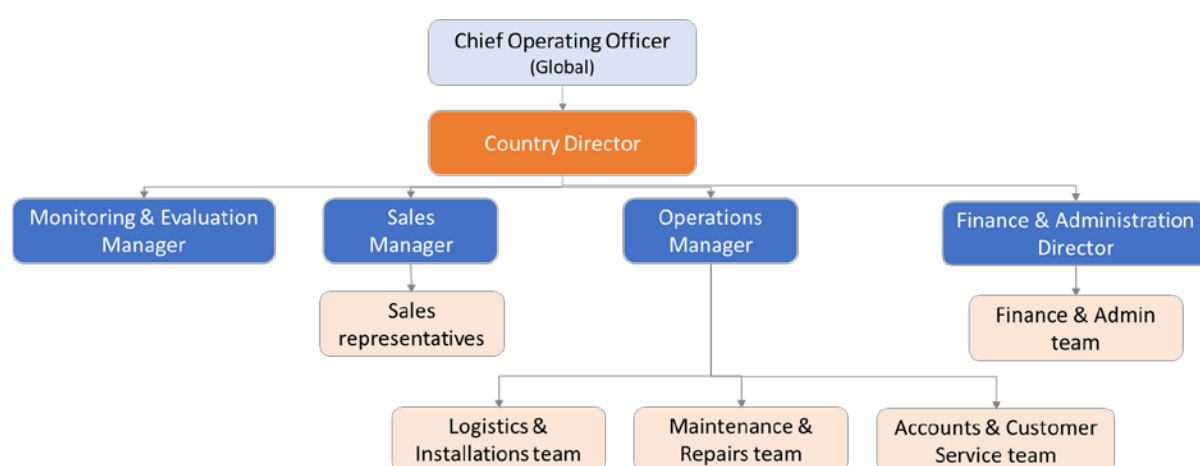 Chief Operating Officer
(Global)
Country Director
Monitoring & Evaluation
Manager
Sales
Manager
Operations
Manager
Finance & Administration
Director
Sales
representatives
Finance & Admin
team
Logistics &
Installations team
Maintenance &
Repairs team
Accounts & Customer
Service team